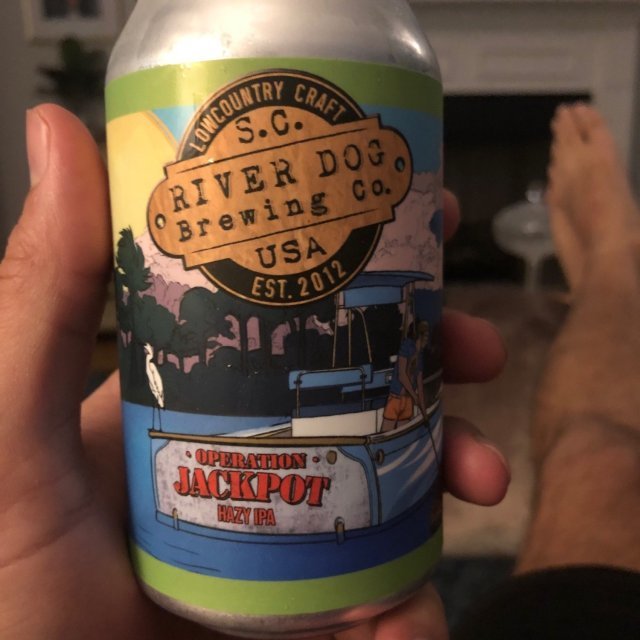 LOWCOUNTRY CRAFT
S.C.
RIVER DOG
Brewing Co.
USA
EST. 2012
• OPERATION •
JACKPOT
HAZY IPA